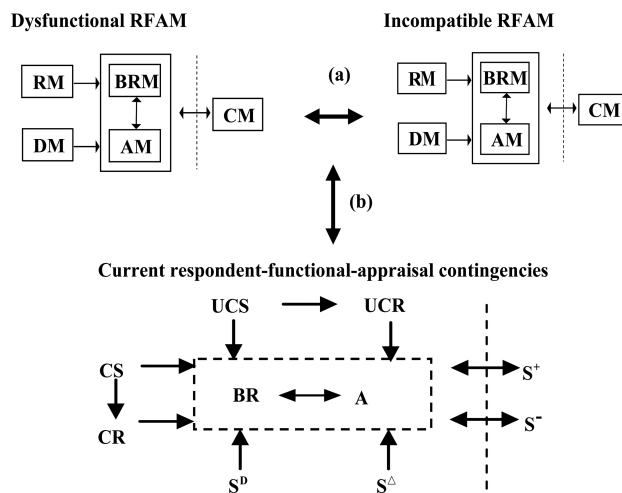 Dysfunctional RFAM
Incompatible RFAM
RM
BRM
DM
AM
CM
(a)
RM
BRM
DM
AM
CM
(b)
Current respondent-functional-appraisal contingencies
UCS
UCR
CS
CR
BR
A
S⁺
S⁻
Sᴰ
S△